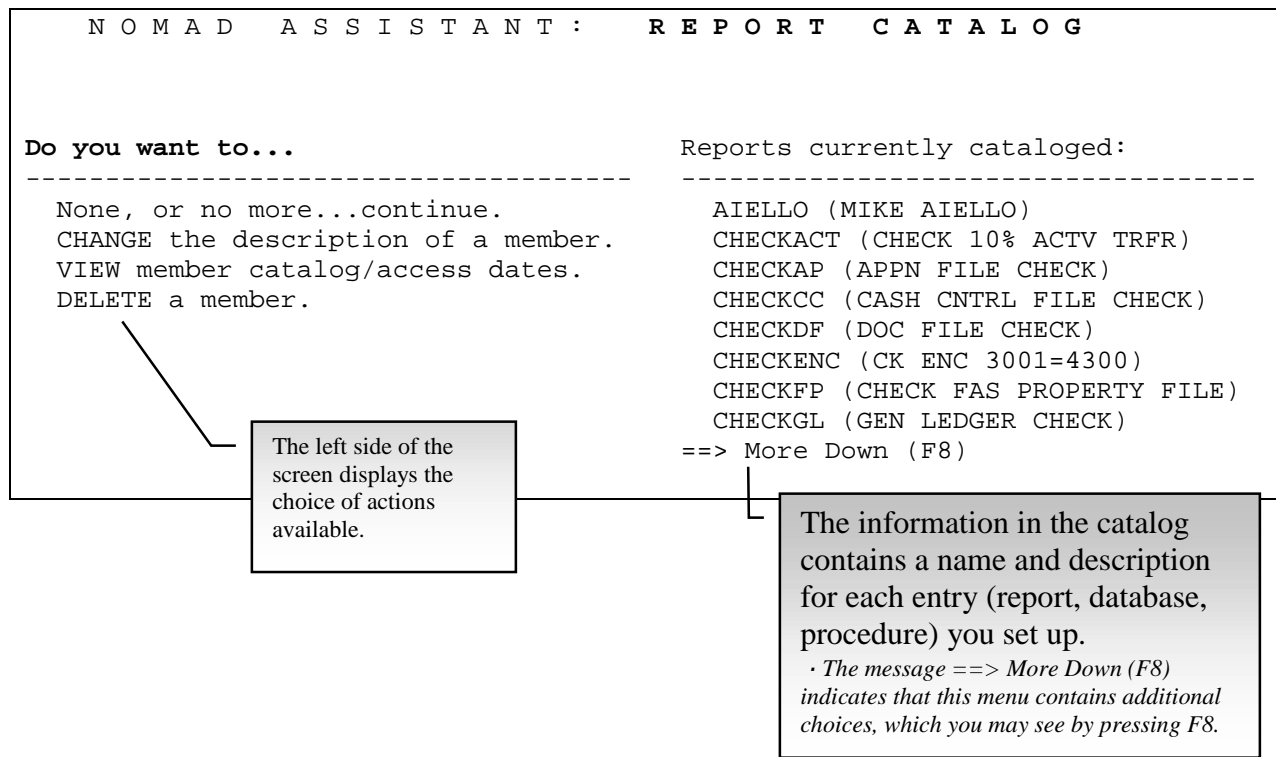 N O M A D  A S S I S T A N T :  R E P O R T  C A T A L O G
Do you want to...
---------------------------------------
None, or no more...continue.
CHANGE the description of a member.
VIEW member catalog/access dates.
DELETE a member.
Reports currently cataloged:
-------------------------------------
AIELLO (MIKE AIELLO)
CHECKACT (CHECK 10% ACTV TRFR)
CHECKAP (APPN FILE CHECK)
CHECKCC (CASH CNTRL FILE CHECK)
CHECKDF (DOC FILE CHECK)
CHECKENC (CK ENC 3001=4300)
CHECKFP (CHECK FAS PROPERTY FILE)
CHECKGL (GEN LEDGER CHECK)
==> More Down (F8)
The left side of the
screen displays the
choice of actions
available.
The information in the catalog
contains a name and description
for each entry (report, database,
procedure) you set up.
· The message ==> More Down (F8)
indicates that this menu contains additional
choices, which you may see by pressing F8.